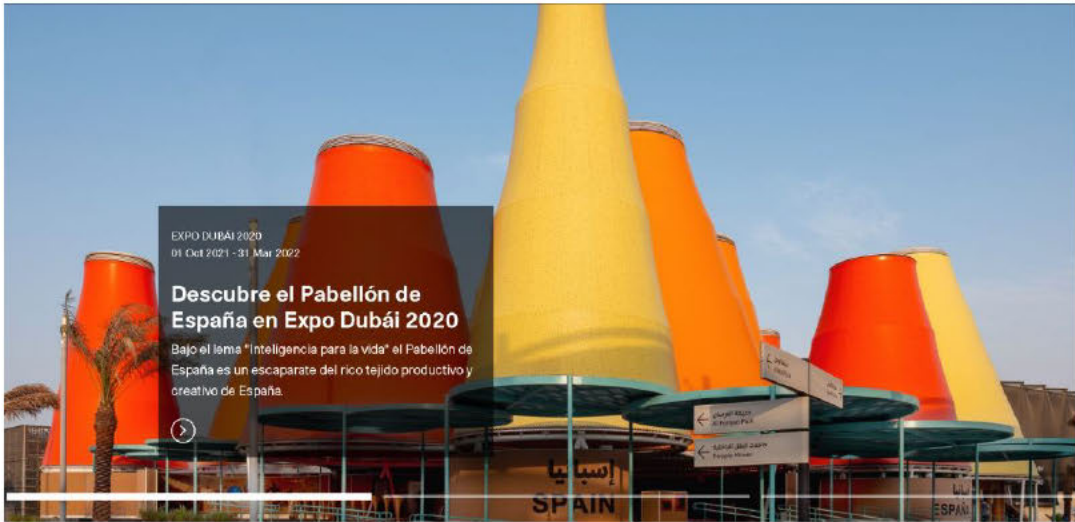 EXPO DUBÁI 2020
01 Oct 2021 - 31 Mar 2022
Descubre el Pabellón de
España en Expo Dubái 2020
Bajo el lema "Inteligencia para la vida" el Pabellón de
España es un escaparate del rico tejido productivo y
creativo de España.
إسبانيا
SPAIN
ESPAÑA